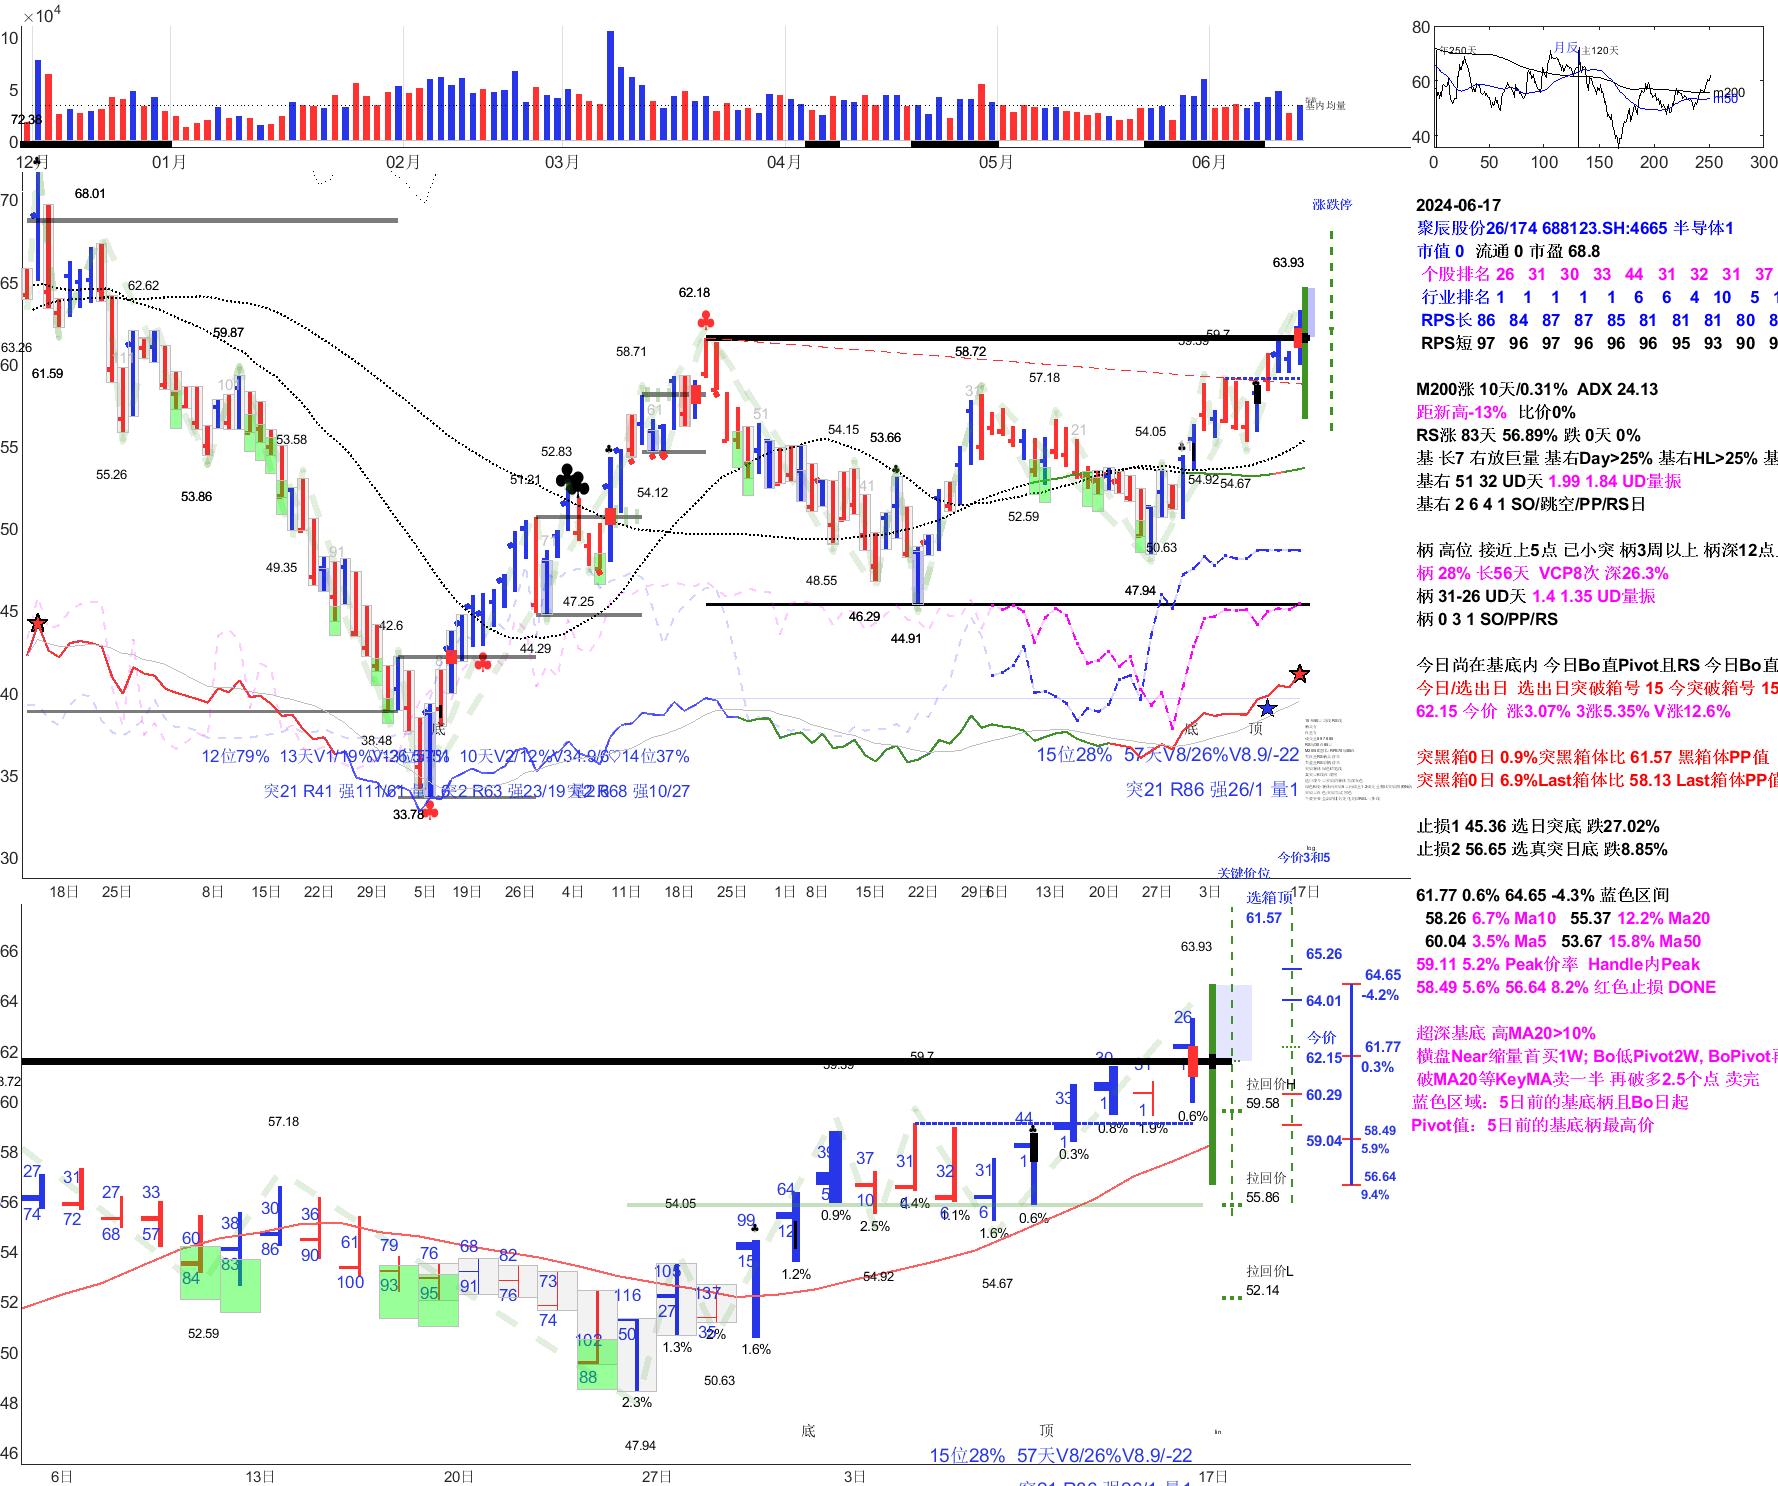 ×10⁴
10
5
0
72.38
基内均量
12月
01月
02月
03月
04月
05月
06月
80
60
40
年250天
月反
主120天
m200
m50
0
50
100
150
200
250
300
2024-06-17
聚辰股份26/174 688123.SH:4665 半导体1
市值 0 流通 0 市盈 68.8
个股排名 26 31 30 33 44 31 32 31 37
行业排名 1 1 1 1 1 6 6 4 10 5 1
RPS长 86 84 87 87 85 81 81 81 80 8
RPS短 97 96 97 96 96 96 95 93 90 9
M200涨 10天/0.31% ADX 24.13
距新高-13% 比价0%
RS涨 83天 56.89% 跌 0天 0%
基 长7 右放巨量 基右Day>25% 基右HL>25% 基
基右 51 32 UD天 1.99 1.84 UD量振
基右 2 6 4 1 SO/跳空/PP/RS日
柄 高位 接近上5点 己小突 柄3周以上 柄深12点
柄 28% 长56天 VCP8次 深26.3%
柄 31-26 UD天 1.4 1.35 UD量振
柄 0 3 1 SO/PP/RS
今日尚在基底内 今日Bo直Pivot且RS 今日Bo直
今日/选出日 选出日突破箱号 15 今突破箱号 15
62.15 今价 涨3.07% 3涨5.35% V涨12.6%
突黑箱0日 0.9%突黑箱体比 61.57 黑箱体PP值
突黑箱0日 6.9%Last箱体比 58.13 Last箱体PP值
止损1 45.36 选日突底 跌27.02%
止损2 56.65 选真突日底 跌8.85%
61.77 0.6% 64.65 -4.3% 蓝色区间
58.26 6.7% Ma10 55.37 12.2% Ma20
60.04 3.5% Ma5 53.67 15.8% Ma50
59.11 5.2% Peak价率 Handle内Peak
58.49 5.6% 56.64 8.2% 红色止损 DONE
超深基底 高MA20>10%
横盘Near缩量首买1W; Bo低Pivot2W, BoPivot再
破MA20等KeyMA卖一半 再破多2.5个点 卖完
蓝色区域：5日前的基底柄且Bo日起
Pivot值：5日前的基底柄最高价
70
65
60
55
50
45
40
35
30
68.01
62.62
59.87
63.26
61.59
55.26
53.86
53.58
49.35
42.6
38.48
33.78
51.21
52.83
47.25
44.29
54.12
58.71
62.18
54.15
53.66
48.55
46.29
44.91
58.72
57.18
52.59
54.05
50.63
47.94
54.92
54.67
59.7
59.39
63.93
涨跌停
91
61
51
41
31
21
底
顶
12位79% 13天V1/19%
10天V2/12%V34.9/6
14位37%
15位28% 57天V8/26%V8.9/-22
突21 R41 强111/61
突2 R63 强23/19
R68 强10/27
突21 R86 强26/1 量1
今价3和5
关键价位
18日
25日
8日
15日
22日
29日
5日
19日
26日
4日
11日
18日
25日
1日
8日
15日
22日
29日
6日
13日
20日
27日
3日
17日
选箱顶
61.57
66
64
62
60
58
56
54
52
50
48
46
8.72
63.93
59.7
59.39
57.18
54.05
52.59
54.92
54.67
50.63
47.94
27
74
31
72
27
68
33
57
60
84
38
83
30
86
36
90
61
100
79
93
76
95
68
91
82
76
73
74
102
88
116
50
2.3%
105
27
1.3%
137
35
2%
99
15
1.6%
64
12
1.2%
39
5
0.9%
37
10
2.5%
31
4
0.4%
32
6
1.1%
31
6
1.6%
44
1
0.6%
33
1
0.3%
30
1
0.8%
31
1
1.9%
26
0.6%
65.26
64.01
今价
62.15
60.29
59.04
64.65
-4.2%
61.77
0.3%
58.49
5.9%
56.64
9.4%
拉回价H
59.58
拉回价
55.86
拉回价L
52.14
底
顶
15位28% 57天V8/26%V8.9/-22
突21 R86 强26/1 量1
6日
13日
20日
27日
3日
17日